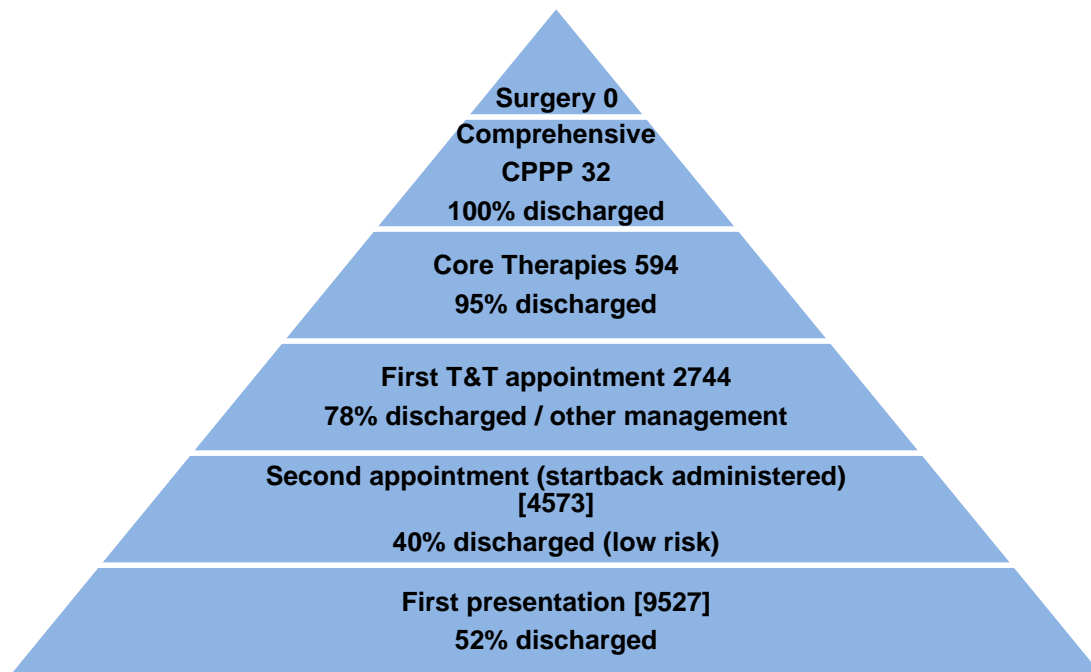 Surgery 0
Comprehensive
CPPP 32
100% discharged
Core Therapies 594
95% discharged
First T&T appointment 2744
78% discharged / other management
Second appointment (startback administered)
[4573]
40% discharged (low risk)
First presentation [9527]
52% discharged